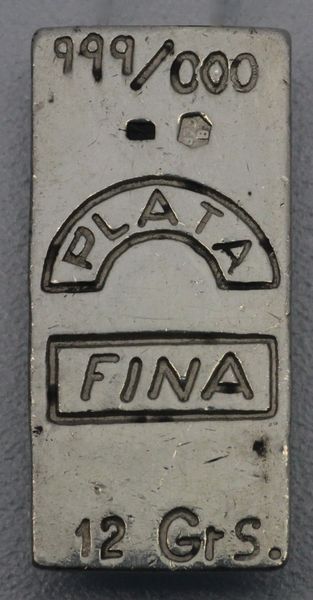 999/000
PLATA
FINA
12 Grs.